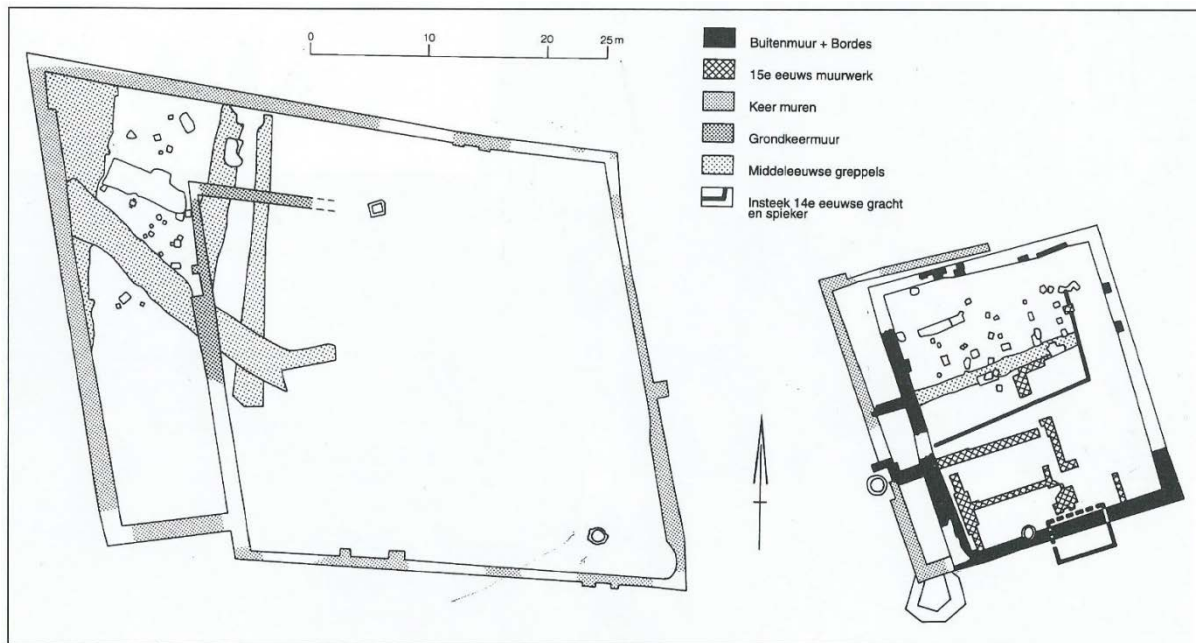 0 10 20 25 m
Buitenmuur + Bordes
15e eeuws muurwerk
Keer muren
Grondkeermuur
Middeleeuwse greppels
Insteek 14e eeuwse gracht
en spieker